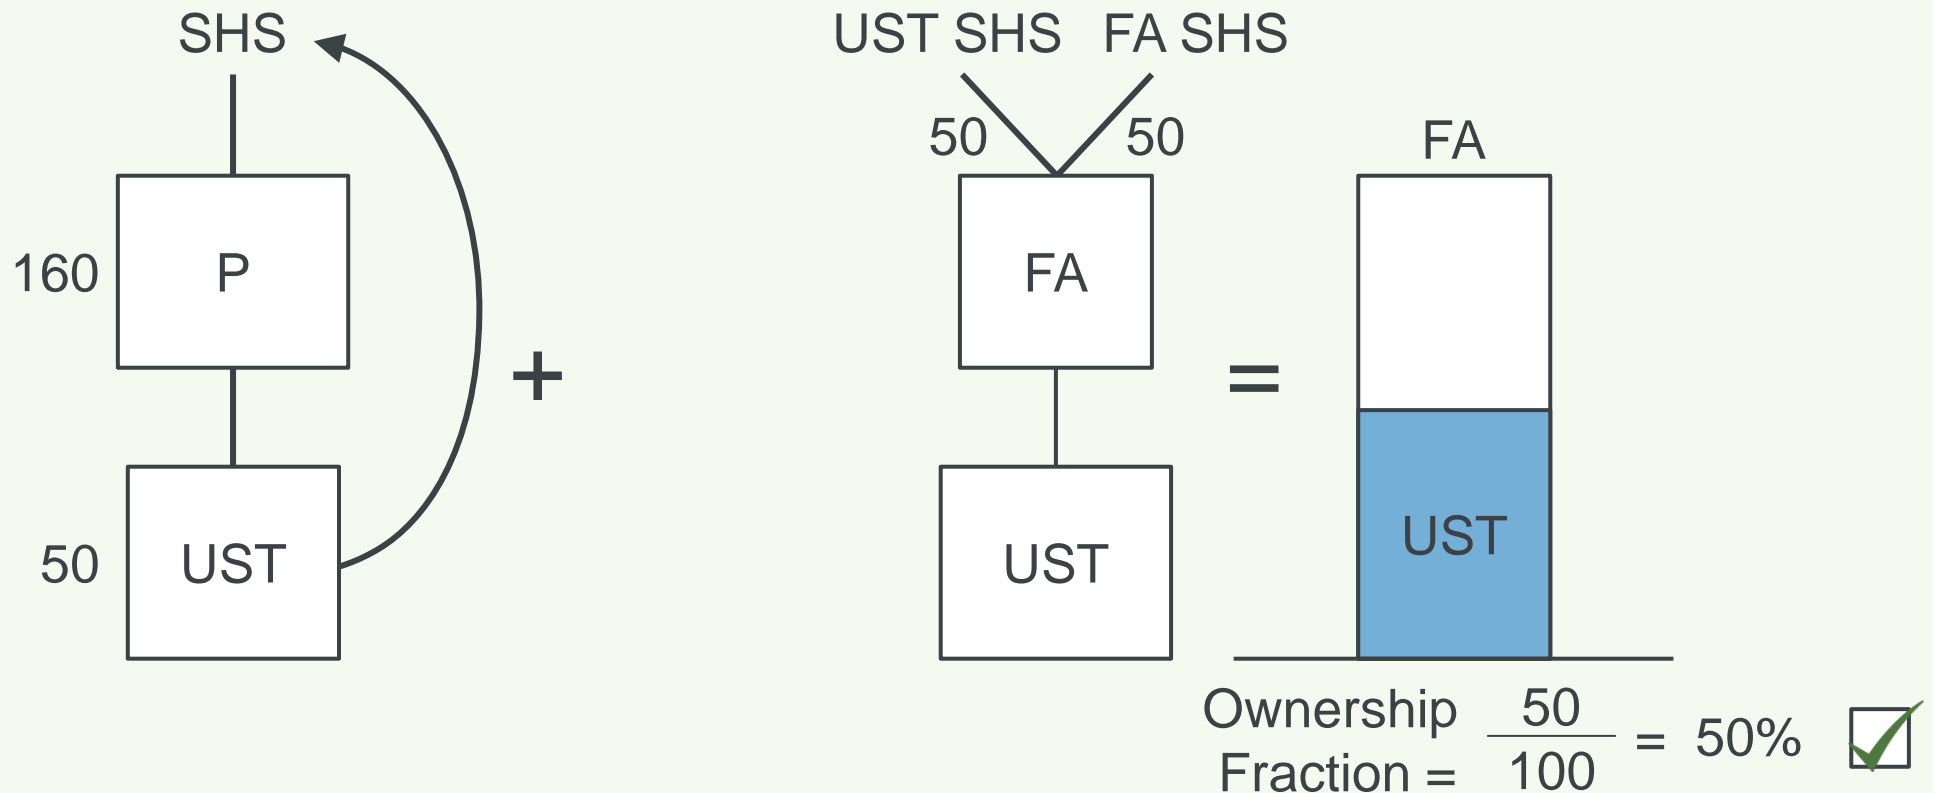 SHS
160
P
50
UST
+
UST SHS
FA SHS
50
50
FA
UST
=
FA
UST
Ownership
Fraction =
50
100
= 50%